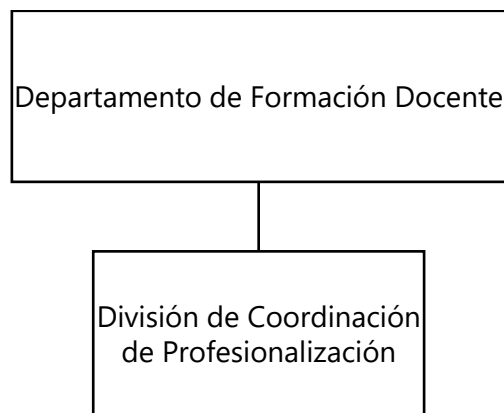 Departamento de Formación Docente
División de Coordinación
de Profesionalización